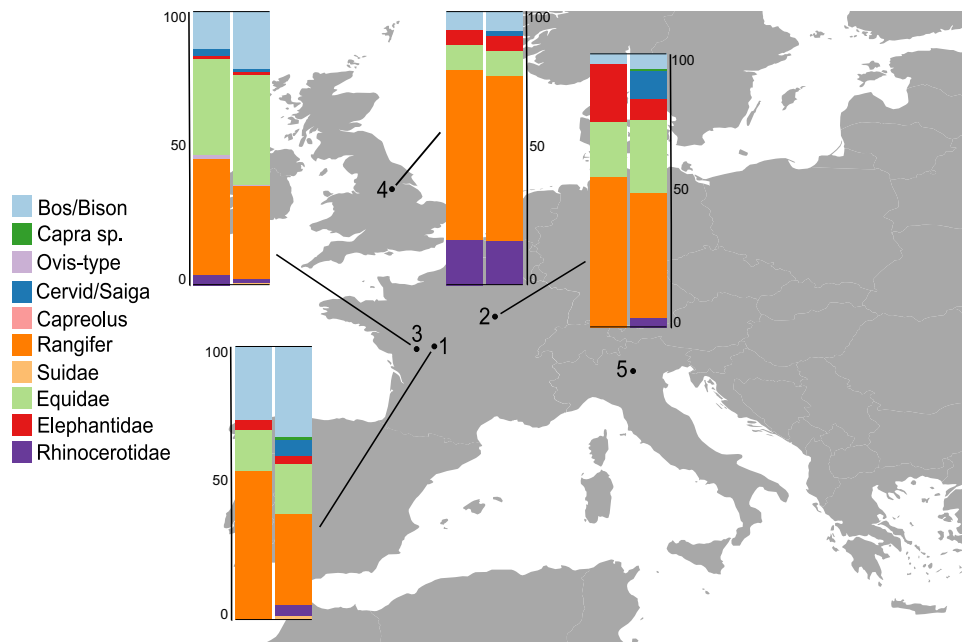 100
50
0
100
50
0
100
50
0
4
Bos/Bison
Capra sp.
Ovis-type
Cervid/Saiga
Capreolus
Rangifer
Suidae
Equidae
Elephantidae
Rhinocerotidae
2
3
1
5
100
50
0